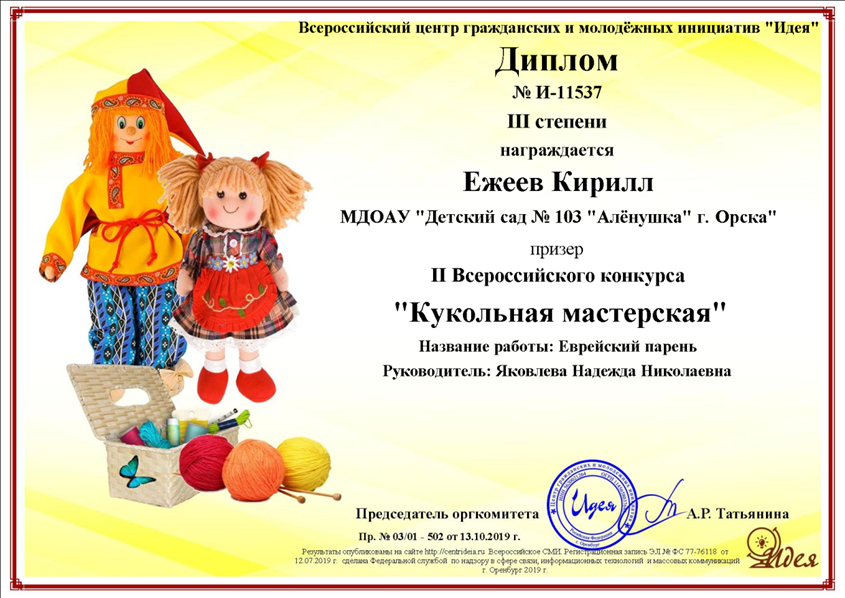 Всероссийский центр гражданских и молодёжных инициатив "Идея"
Диплом
№ И-11537
III степени
награждается
Ежеев Кирилл
МДОАУ "Детский сад № 103 "Алёнушка" г. Орска"
призер
II Всероссийского конкурса
"Кукольная мастерская"
Название работы: Еврейский парень
Руководитель: Яковлева Надежда Николаевна
Председатель оргкомитета
Идея
А.Р. Татьянина
Пр. № 03/01 - 502 от 13.10.2019 г.
Идея
Результаты опубликованы на сайте http://centrideia.ru Всероссийское СМИ. Регистрационная запись ЭЛ № ФС 77-76118 от
12.07.2019 г. сделана Федеральной службой по надзору в сфере связи, информационных технологий и массовых коммуникаций
г. Оренбург 2019 г.